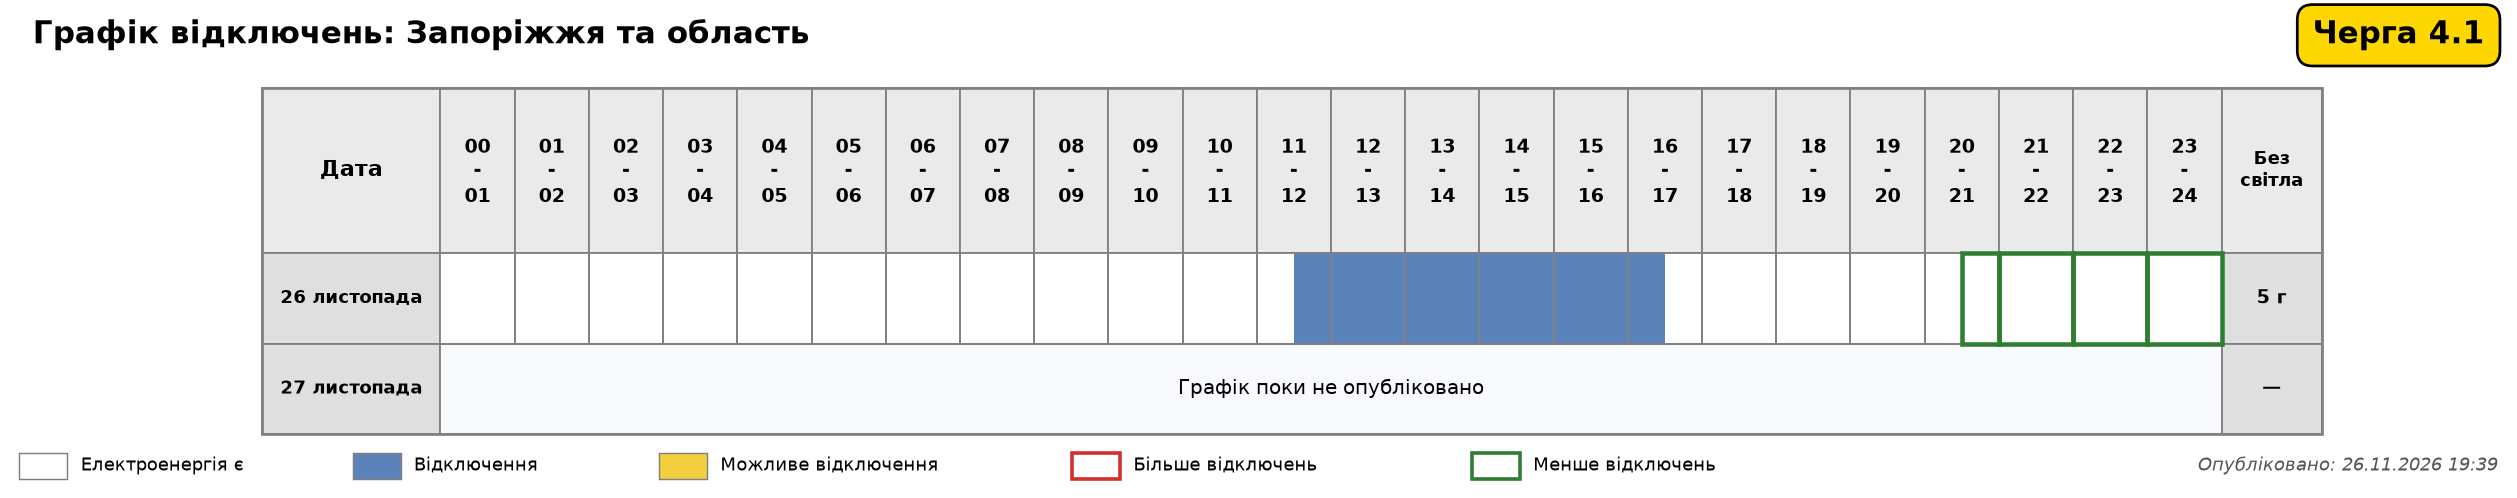 Графік відключень: Запоріжжя та область
Черга 4.1
Дата
00 - 01
01 - 02
02 - 03
03 - 04
04 - 05
05 - 06
06 - 07
07 - 08
08 - 09
09 - 10
10 - 11
11 - 12
12 - 13
13 - 14
14 - 15
15 - 16
16 - 17
17 - 18
18 - 19
19 - 20
20 - 21
21 - 22
22 - 23
23 - 24
Без
світла
26 листопада
5 г
27 листопада
Графік поки не опубліковано
—
Електроенергія є
Відключення
Можливе відключення
Більше відключень
Менше відключень
Опубліковано: 26.11.2026 19:39